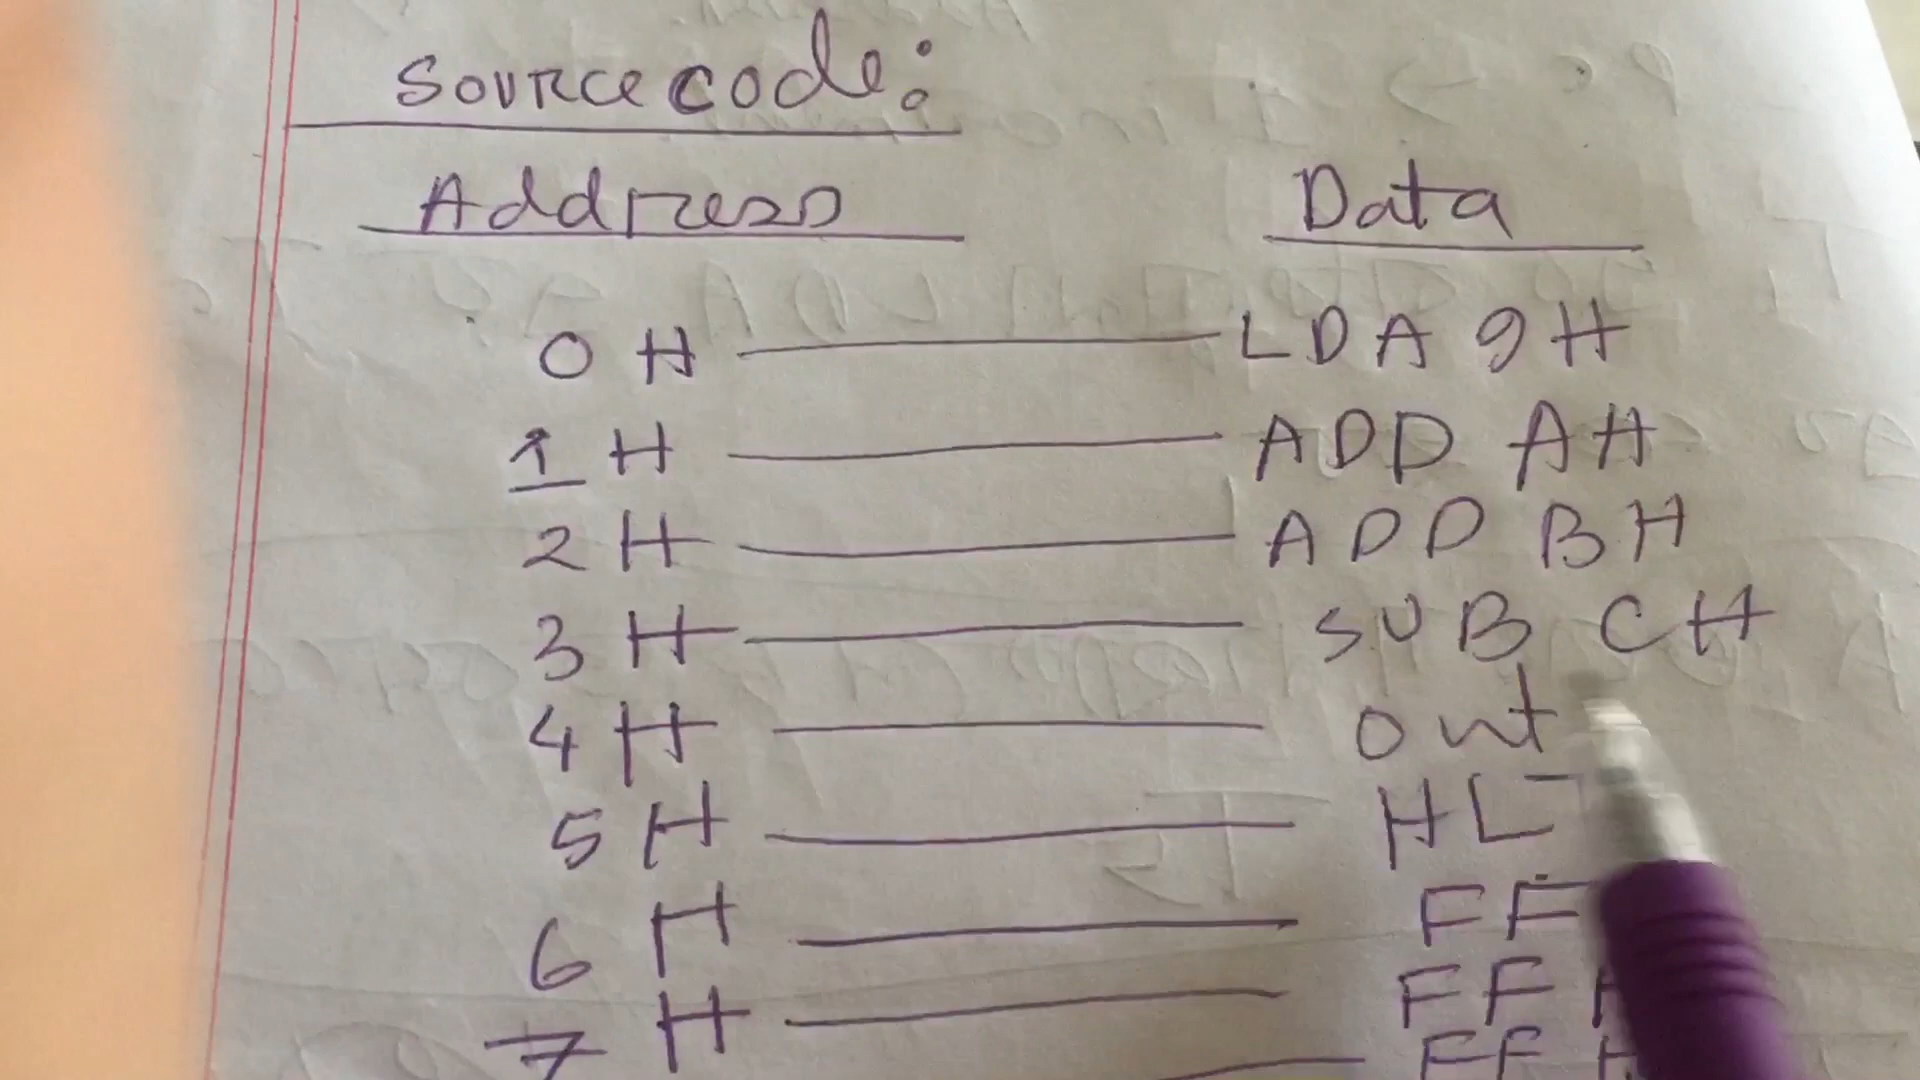 Source code:
Address Data
0 H LDA 9H
1 H ADD AH
2 H ADD BH
3 H SUB CH
4 H out
5 H HLT
6 H FF
7 H FF H
FF H